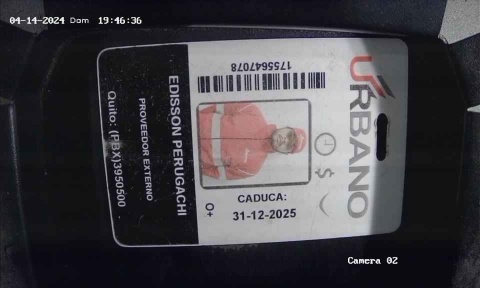 04-14-2024 Dom 19:46:36
URBANO
1755647078
CADUCA:
31-12-2025
O+
EDISSON PERUGACHI
PROVEEDOR EXTERNO
Quito: (PBX)3950500
Camera 02